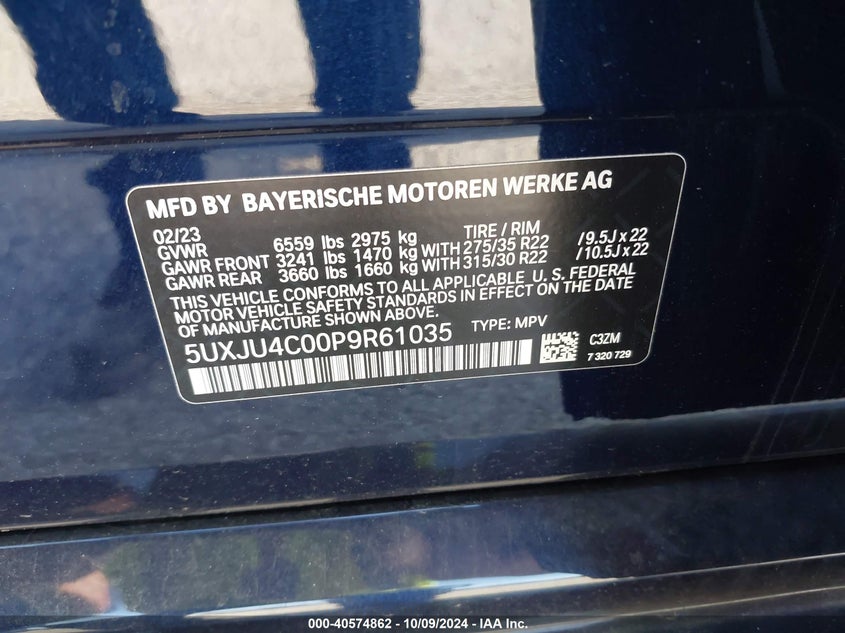 MFD BY BAYERISCHE MOTOREN WERKE AG
02/23 TIRE / RIM
GVWR 6559 lbs 2975 kg
GAWR FRONT 3241 lbs 1470 kg WITH 275/35 R22 /9.5J x 22
GAWR REAR 3660 lbs 1660 kg WITH 315/30 R22 /10.5J x 22
THIS VEHICLE CONFORMS TO ALL APPLICABLE U. S. FEDERAL
MOTOR VEHICLE SAFETY STANDARDS IN EFFECT ON THE DATE
OF MANUFACTURE SHOWN ABOVE.
5UXJU4C00P9R61035 TYPE: MPV
C3ZM
7 320 729
000-40574862 - 10/09/2024 - IAA Inc.